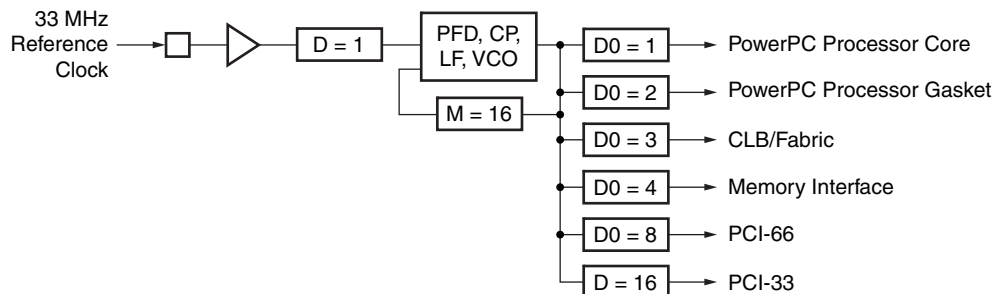 33 MHz
Reference
Clock
D = 1
PFD, CP,
LF, VCO
M = 16
D0 = 1
PowerPC Processor Core
D0 = 2
PowerPC Processor Gasket
D0 = 3
CLB/Fabric
D0 = 4
Memory Interface
D0 = 8
PCI-66
D = 16
PCI-33